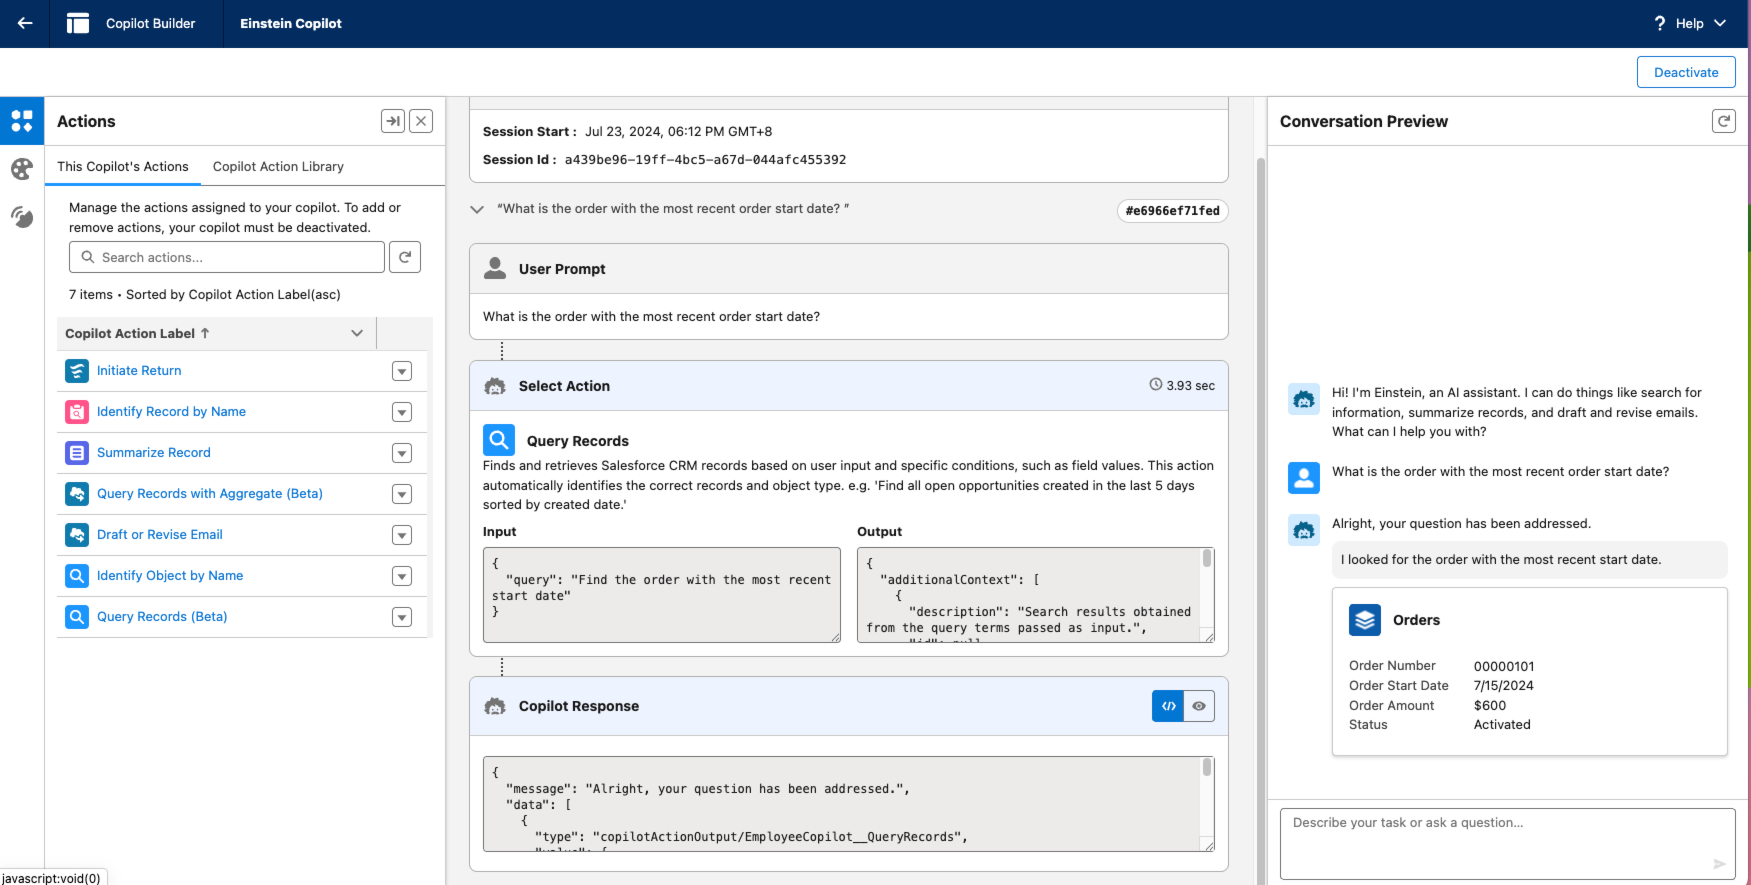 Copilot Builder
Einstein Copilot
? Help
Deactivate
Actions
This Copilot's Actions
Copilot Action Library
Manage the actions assigned to your copilot. To add or
remove actions, your copilot must be deactivated.
Search actions...
7 items • Sorted by Copilot Action Label(asc)
Copilot Action Label ↑
Initiate Return
Identify Record by Name
Summarize Record
Query Records with Aggregate (Beta)
Draft or Revise Email
Identify Object by Name
Query Records (Beta)
javascript:void(0)
Session Start : Jul 23, 2024, 06:12 PM GMT+8
Session Id : a439be96-19ff-4bc5-a67d-044afc455392
“What is the order with the most recent order start date? ”
#e6966ef71fed
User Prompt
What is the order with the most recent order start date?
Select Action
3.93 sec
Query Records
Finds and retrieves Salesforce CRM records based on user input and specific conditions, such as field values. This action
automatically identifies the correct records and object type. e.g. 'Find all open opportunities created in the last 5 days
sorted by created date.'
Input
{
"query": "Find the order with the most recent
start date"
}
Output
{
"additionalContext": [
{
"description": "Search results obtained
from the query terms passed as input.",
"id": null
Copilot Response
</>
{
"message": "Alright, your question has been addressed.",
"data": [
{
"type": "copilotActionOutput/EmployeeCopilot__QueryRecords",
"value": {
Conversation Preview
Hi! I'm Einstein, an AI assistant. I can do things like search for
information, summarize records, and draft and revise emails.
What can I help you with?
What is the order with the most recent order start date?
Alright, your question has been addressed.
I looked for the order with the most recent start date.
Orders
Order Number 00000101
Order Start Date 7/15/2024
Order Amount $600
Status Activated
Describe your task or ask a question...